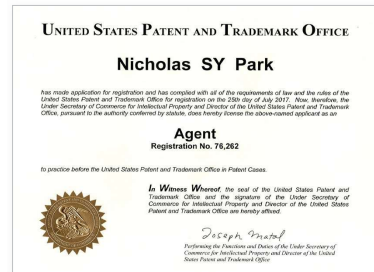 UNITED STATES PATENT AND TRADEMARK OFFICE
Nicholas SY Park
has made application for registration and has complied with all of the requirements of law and the rules of the
United States Patent and Trademark Office for registration on the 25th day of July 2017. Now, therefore, the
Under Secretary of Commerce for Intellectual Property and Director of the United States Patent and Trademark
Office, pursuant to the authority conferred by statute, does hereby license the above-named applicant as an
Agent
Registration No. 76,262
to practice before the United States Patent and Trademark Office in Patent Cases.
In Witness Whereof, the seal of the United States Patent and
Trademark Office and the signature of the Under Secretary of
Commerce for Intellectual Property and Director of the United States
Patent and Trademark Office are hereby affixed.
Joseph Matal
Performing the Functions and Duties of the Under Secretary of
Commerce for Intellectual Property and Director of the United
States Patent and Trademark Office